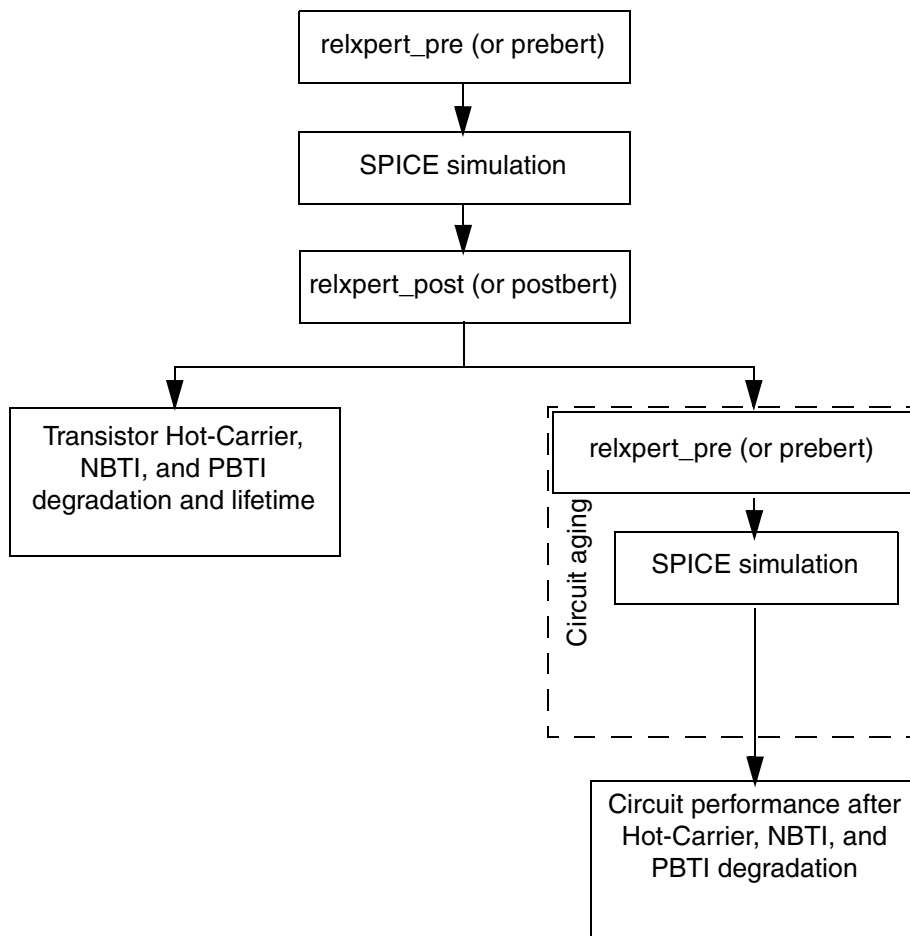 relxpert_pre (or prebert)
SPICE simulation
relxpert_post (or postbert)
Transistor Hot-Carrier,
NBTI, and PBTI
degradation and lifetime
relxpert_pre (or prebert)
Circuit aging
SPICE simulation
Circuit performance after
Hot-Carrier, NBTI, and
PBTI degradation